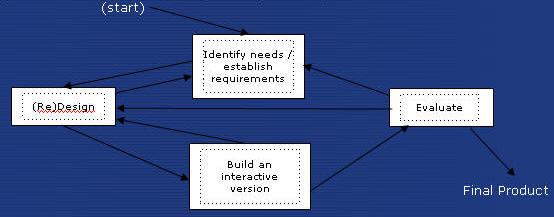 (start)
Identify needs /
establish
requirements
(Re)Design
Evaluate
Build an
interactive
version
Final Product